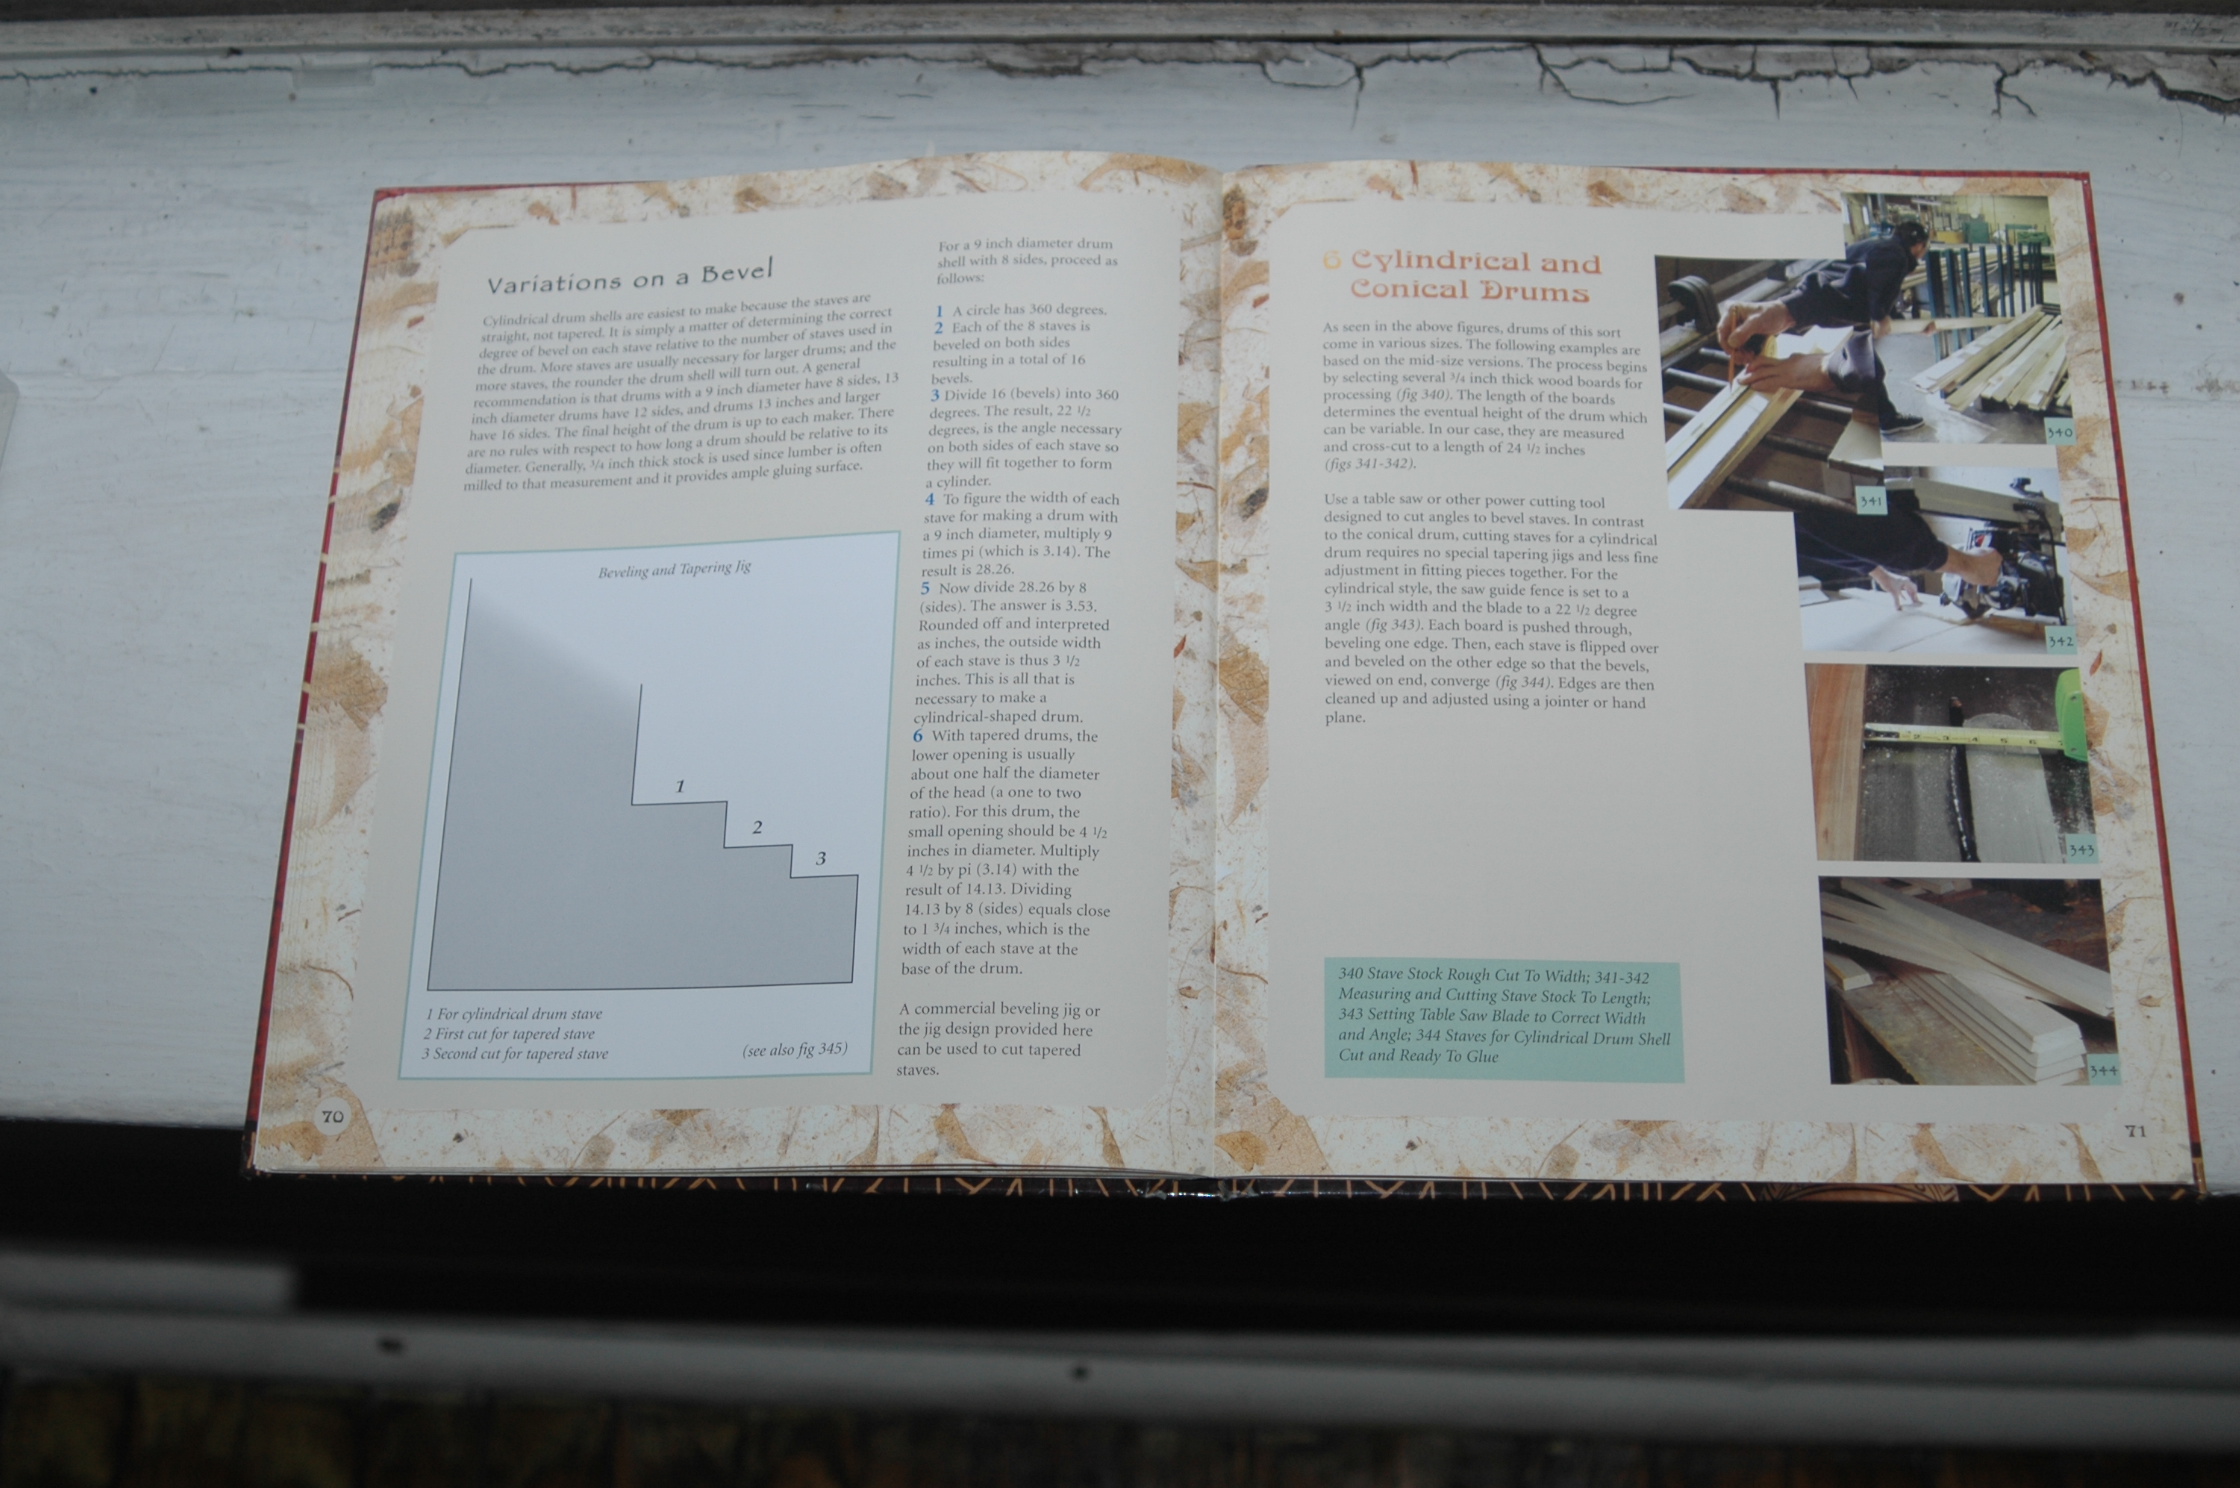 Variations on a Bevel
Cylindrical drum shells are easiest to make because the staves are
straight, not tapered. It is simply a matter of determining the correct
degree of bevel on each stave relative to the number of staves used in
the drum. More staves are usually necessary for larger drums; and the
more staves, the rounder the drum shell will turn out. A general
recommendation is that drums with a 9 inch diameter have 8 sides, 13
inch diameter drums have 12 sides, and drums 13 inches and larger
have 16 sides. The final height of the drum is up to each maker. There
are no rules with respect to how long a drum should be relative to its
diameter. Generally, 3/4 inch thick stock is used since lumber is often
milled to that measurement and it provides ample gluing surface.
Beveling and Tapering Jig
1
2
3
1 For cylindrical drum stave
2 First cut for tapered stave
3 Second cut for tapered stave
(see also fig 345)
70
For a 9 inch diameter drum
shell with 8 sides, proceed as
follows:
1 A circle has 360 degrees.
2 Each of the 8 staves is
beveled on both sides
resulting in a total of 16
bevels.
3 Divide 16 (bevels) into 360
degrees. The result, 22 1/2
degrees, is the angle necessary
on both sides of each stave so
they will fit together to form
a cylinder.
4 To figure the width of each
stave for making a drum with
a 9 inch diameter, multiply 9
times pi (which is 3.14). The
result is 28.26.
5 Now divide 28.26 by 8
(sides). The answer is 3.53.
Rounded off and interpreted
as inches, the outside width
of each stave is thus 3 1/2
inches. This is all that is
necessary to make a
cylindrical-shaped drum.
6 With tapered drums, the
lower opening is usually
about one half the diameter
of the head (a one to two
ratio). For this drum, the
small opening should be 4 1/2
inches in diameter. Multiply
4 1/2 by pi (3.14) with the
result of 14.13. Dividing
14.13 by 8 (sides) equals close
to 1 3/4 inches, which is the
width of each stave at the
base of the drum.
A commercial beveling jig or
the jig design provided here
can be used to cut tapered
staves.
6 Cylindrical and
Conical Drums
As seen in the above figures, drums of this sort
come in various sizes. The following examples are
based on the mid-size versions. The process begins
by selecting several 3/4 inch thick wood boards for
processing (fig 340). The length of the boards
determines the eventual height of the drum which
can be variable. In our case, they are measured
and cross-cut to a length of 24 1/2 inches
(figs 341-342).
Use a table saw or other power cutting tool
designed to cut angles to bevel staves. In contrast
to the conical drum, cutting staves for a cylindrical
drum requires no special tapering jigs and less fine
adjustment in fitting pieces together. For the
cylindrical style, the saw guide fence is set to a
3 1/2 inch width and the blade to a 22 1/2 degree
angle (fig 343). Each board is pushed through,
beveling one edge. Then, each stave is flipped over
and beveled on the other edge so that the bevels,
viewed on end, converge (fig 344). Edges are then
cleaned up and adjusted using a jointer or hand
plane.
340 Stave Stock Rough Cut To Width; 341-342
Measuring and Cutting Stave Stock To Length;
343 Setting Table Saw Blade to Correct Width
and Angle; 344 Staves for Cylindrical Drum Shell
Cut and Ready To Glue
340
341
342
343
344
71